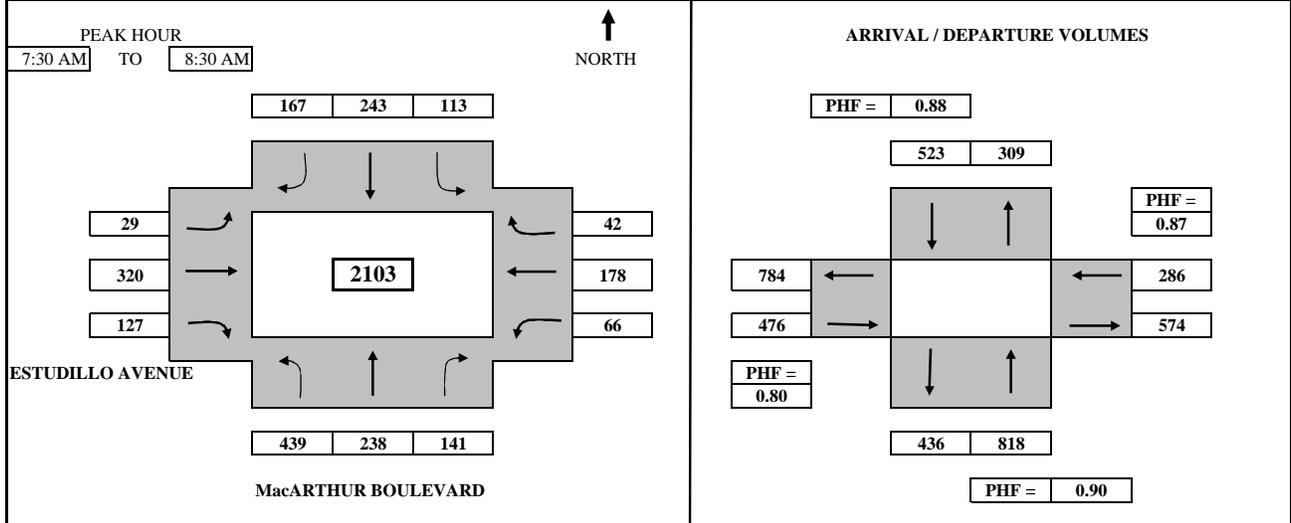 PEAK HOUR
7:30 AM TO 8:30 AM
NORTH
167 243 113
29
42
320
2103
178
127
66
ESTUDILLO AVENUE
439 238 141
MacARTHUR BOULEVARD
ARRIVAL / DEPARTURE VOLUMES
PHF = 0.88
523 309
PHF =
0.87
784
286
476
574
PHF =
0.80
436 818
PHF = 0.90